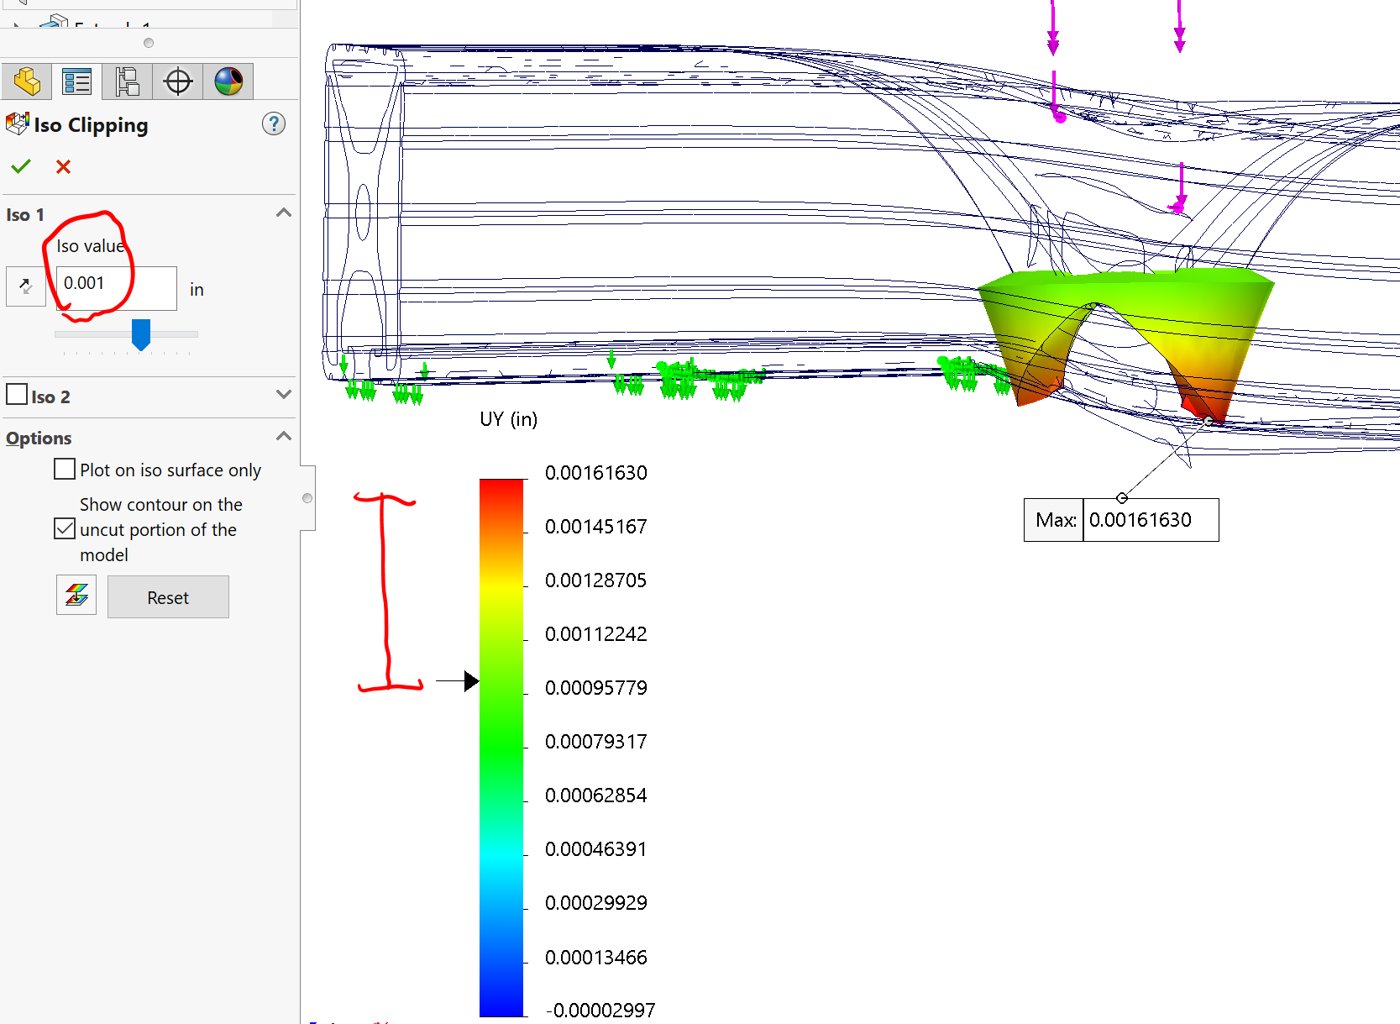 Iso Clipping
?
Iso 1
Iso value
0.001
in
Iso 2
Options
Plot on iso surface only
Show contour on the
uncut portion of the
model
Reset
UY (in)
0.00161630
0.00145167
0.00128705
0.00112242
0.00095779
0.00079317
0.00062854
0.00046391
0.00029929
0.00013466
-0.00002997
Max: 0.00161630